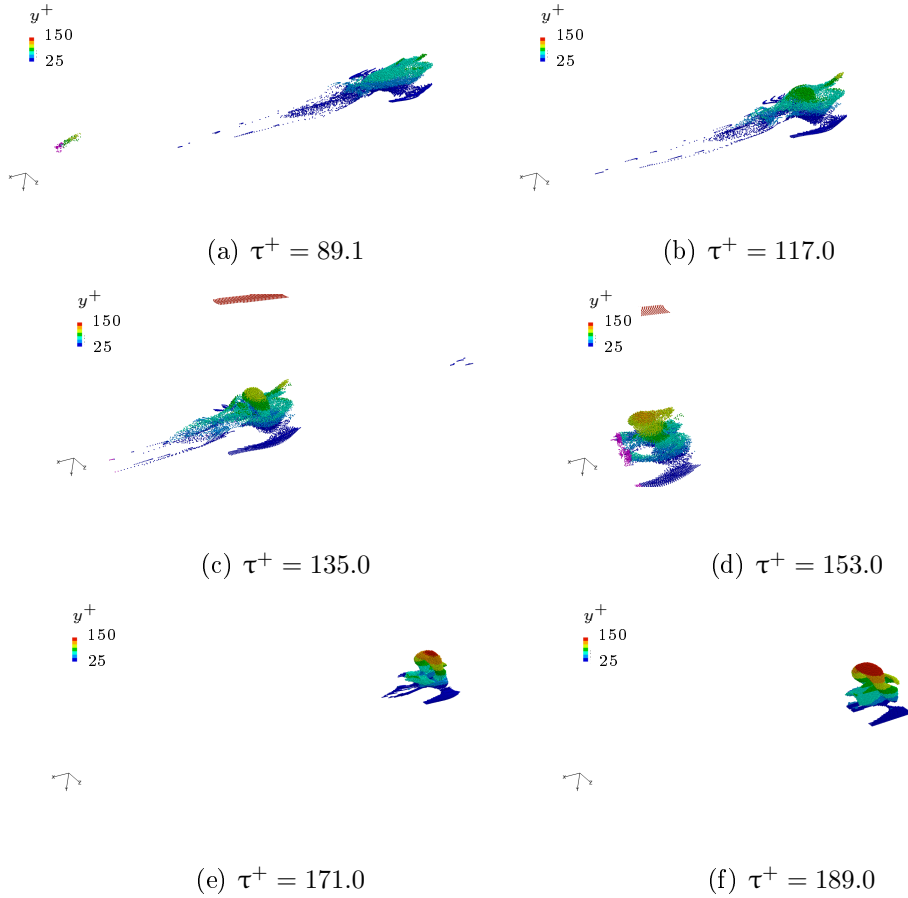 y⁺
150
25
(a) τ⁺ = 89.1
y⁺
150
25
(b) τ⁺ = 117.0
y⁺
150
25
(c) τ⁺ = 135.0
y⁺
150
25
(d) τ⁺ = 153.0
y⁺
150
25
(e) τ⁺ = 171.0
y⁺
150
25
(f) τ⁺ = 189.0